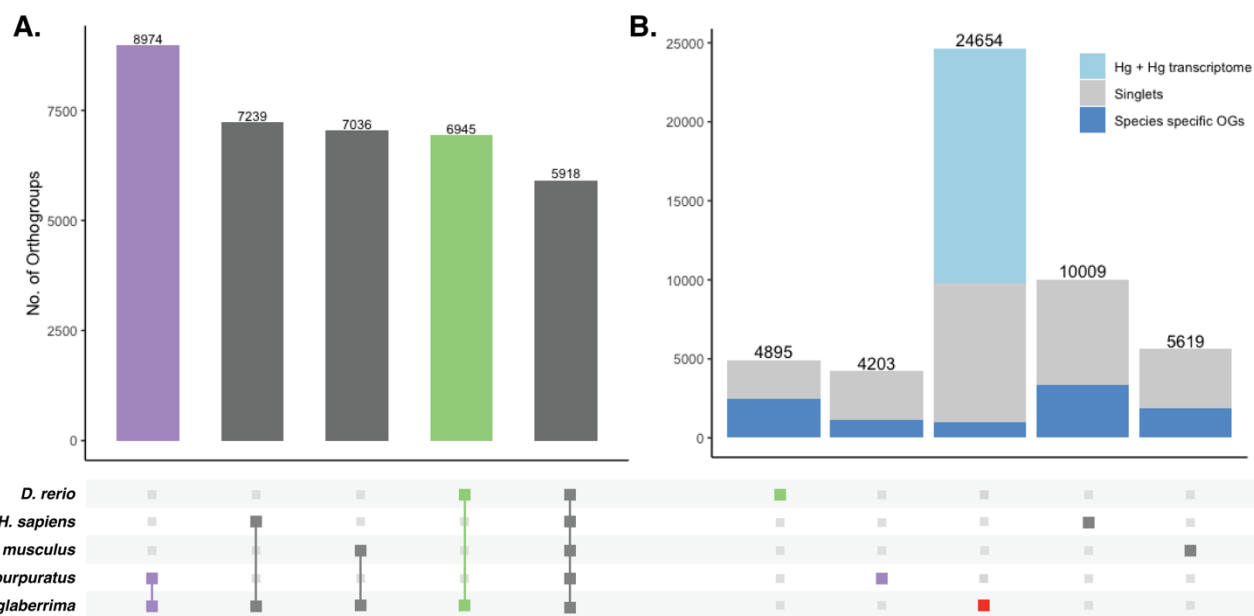 A.
8974
7239
7036
6945
5918
7500
5000
2500
0
No. of Orthogroups
B.
24654
10009
5619
4895
4203
25000
20000
15000
10000
5000
0
Hg + Hg transcriptome
Singlets
Species specific OGs
D. rerio
H. sapiens
musculus
purpuratus
glaberrima